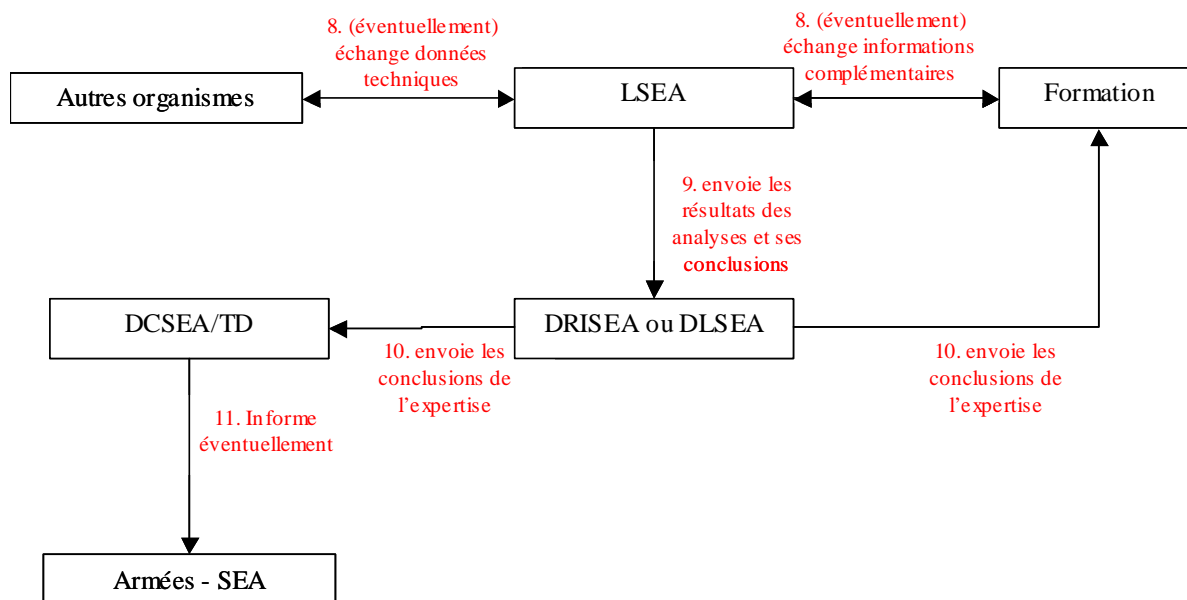 8. (éventuellement)
échange données
techniques
8. (éventuellement)
échange informations
complémentaires
Autres organismes
LSEA
Formation
9. envoie les
résultats des
analyses et ses
conclusions
DCSEA/TD
DRISEA ou DLSEA
10. envoie les
conclusions de
l’expertise
10. envoie les
conclusions de
l’expertise
11. Informe
éventuellement
Armées - SEA